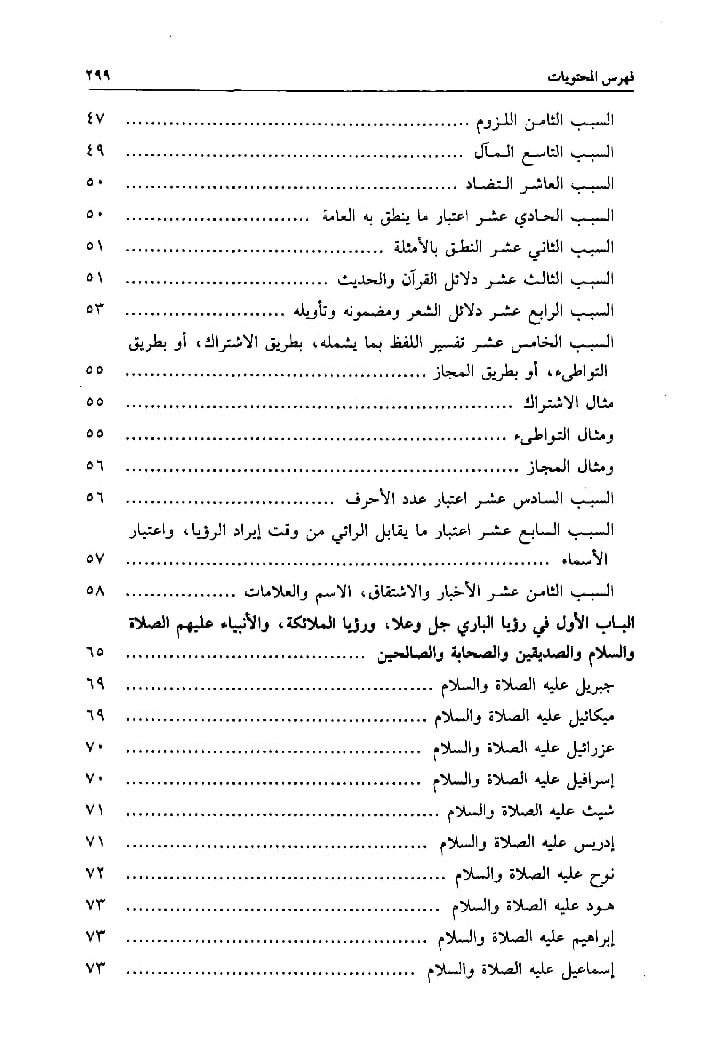 فهرس المحتويات ٢٩٩
السبب الثامن اللزوم ........ ٤٧
السبب التاسع المآل ........ ٤٩
السبب العاشر التضاد ........ ٥٠
السبب الحادي عشر اعتبار ما ينطق به العامة ........ ٥٠
السبب الثاني عشر النطق بالأمثلة ........ ٥١
السبب الثالث عشر دلائل القرآن والحديث ........ ٥١
السبب الرابع عشر دلائل الشعر ومضمونه وتأويله ........ ٥٣
السبب الخامس عشر تفسير اللفظ بما يشمله، بطريق الاشتراك، أو بطريق
التواطىء، أو بطريق المجاز ........ ٥٥
مثال الاشتراك ........ ٥٥
ومثال التواطىء ........ ٥٥
ومثال المجاز ........ ٥٦
السبب السادس عشر اعتبار عدد الأحرف ........ ٥٦
السبب السابع عشر اعتبار ما يقابل الرائي من وقت إيراد الرؤيا، واعتبار
الأسماء ........ ٥٧
السبب الثامن عشر الأخبار والاشتقاق، الاسم والعلامات ........ ٥٨
الباب الأول في رؤيا الباري جل وعلا، ورؤيا الملائكة، والأنبياء عليهم الصلاة
والسلام والصديقين والصحابة والصالحين ........ ٦٥
جبريل عليه الصلاة والسلام ........ ٦٩
ميكائيل عليه الصلاة والسلام ........ ٦٩
عزرائيل عليه الصلاة والسلام ........ ٧٠
إسرافيل عليه الصلاة والسلام ........ ٧٠
شيث عليه الصلاة والسلام ........ ٧١
إدريس عليه الصلاة والسلام ........ ٧١
نوح عليه الصلاة والسلام ........ ٧٢
هود عليه الصلاة والسلام ........ ٧٣
إبراهيم عليه الصلاة والسلام ........ ٧٣
إسماعيل عليه الصلاة والسلام ........ ٧٣